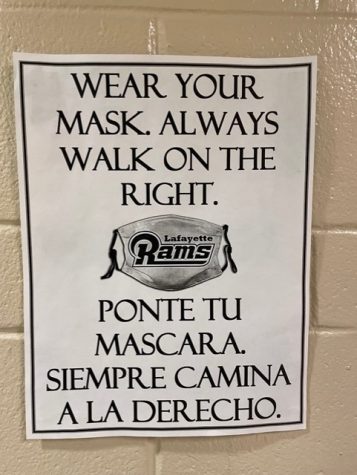 WEAR YOUR
MASK. ALWAYS
WALK ON THE
RIGHT.
Lafayette
Rams
PONTE TU
MASCARA.
SIEMPRE CAMINA
A LA DERECHO.